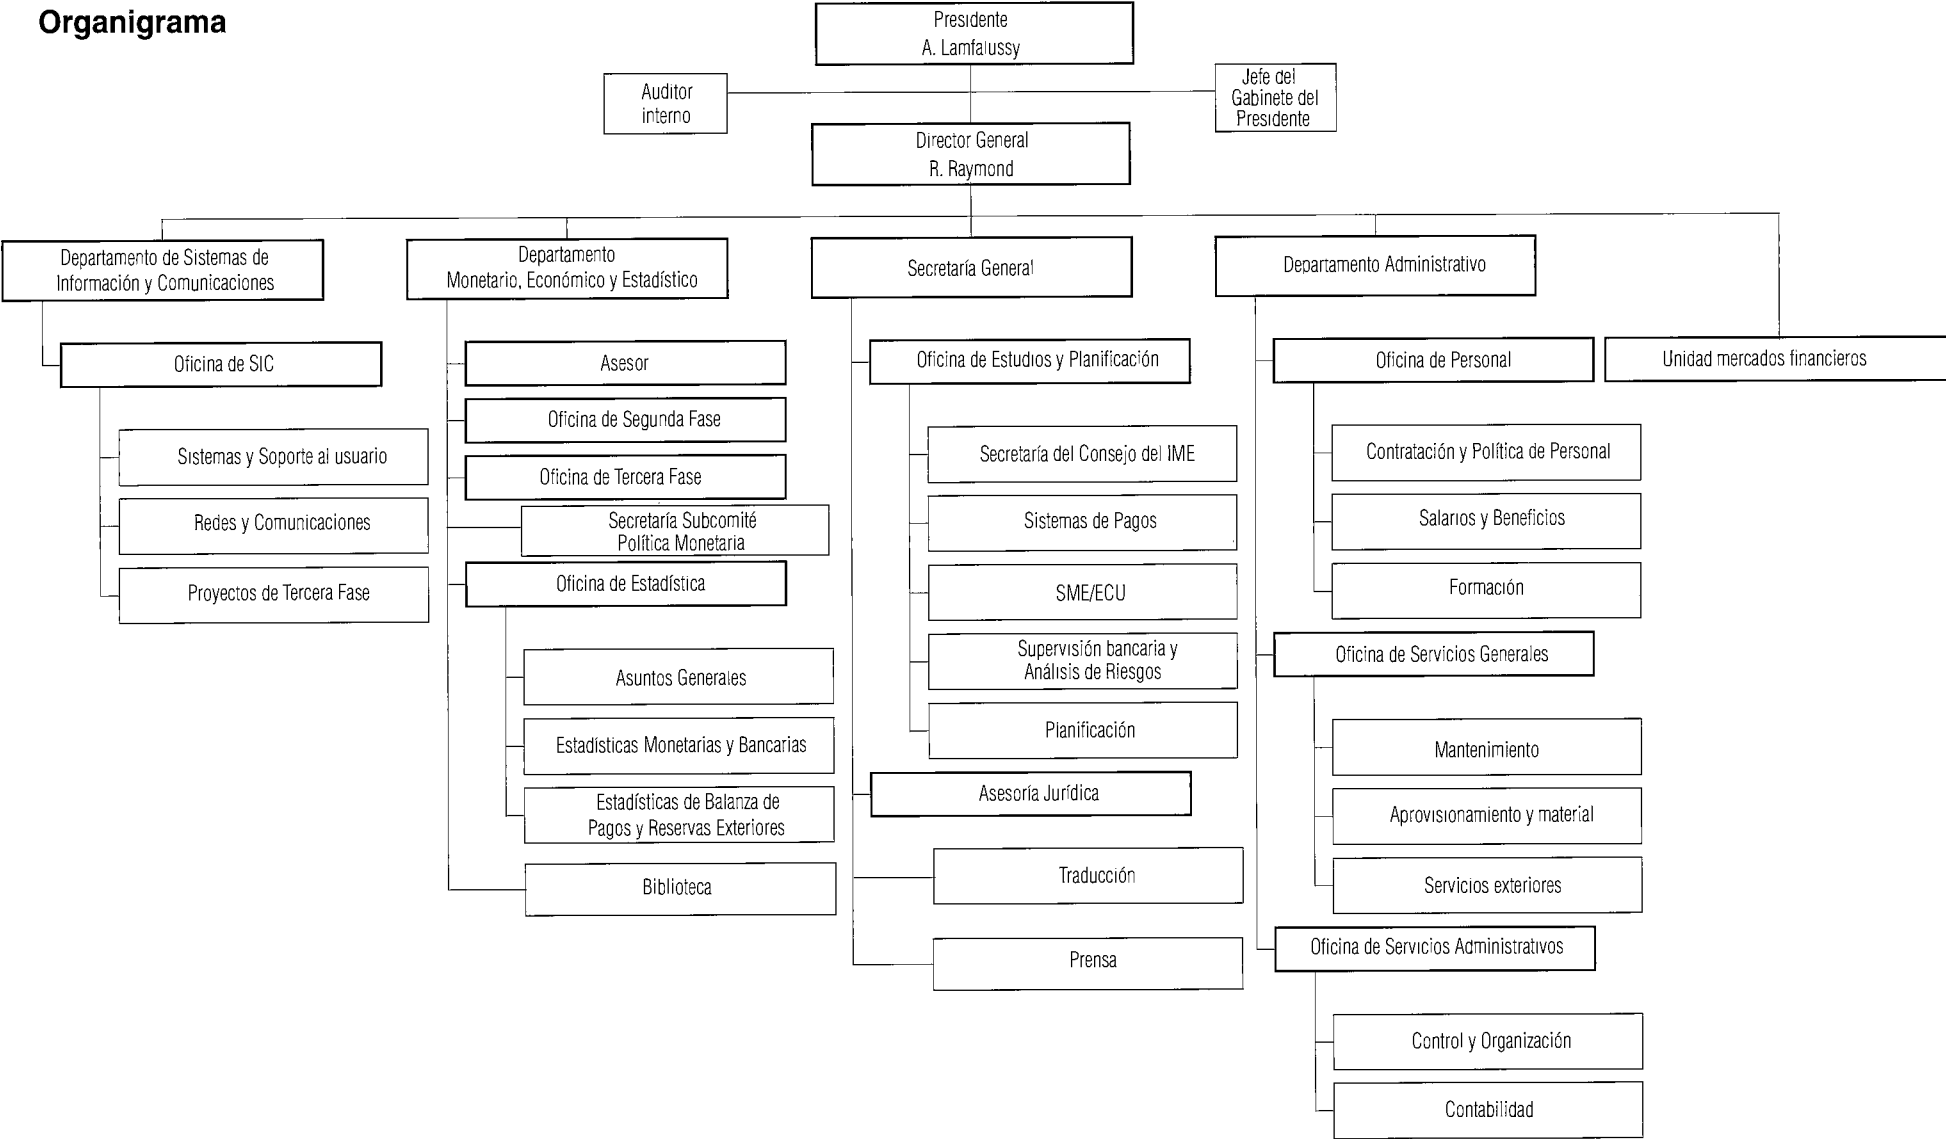 Organigrama
Presidente
A. Lamfalussy
Auditor
interno
Jefe del
Gabinete del
Presidente
Director General
R. Raymond
Departamento de Sistemas de
Información y Comunicaciones
Oficina de SIC
Sistemas y Soporte al usuario
Redes y Comunicaciones
Proyectos de Tercera Fase
Departamento
Monetario, Económico y Estadístico
Asesor
Oficina de Segunda Fase
Oficina de Tercera Fase
Secretaría Subcomité
Política Monetaria
Oficina de Estadística
Asuntos Generales
Estadísticas Monetarias y Bancarias
Estadísticas de Balanza de
Pagos y Reservas Exteriores
Biblioteca
Secretaría General
Oficina de Estudios y Planificación
Secretaría del Consejo del IME
Sistemas de Pagos
SME/ECU
Supervisión bancaria y
Análisis de Riesgos
Planificación
Asesoría Jurídica
Traducción
Prensa
Departamento Administrativo
Oficina de Personal
Contratación y Política de Personal
Salarios y Beneficios
Formación
Oficina de Servicios Generales
Mantenimiento
Aprovisionamiento y material
Servicios exteriores
Oficina de Servicios Administrativos
Control y Organización
Contabilidad
Unidad mercados financieros